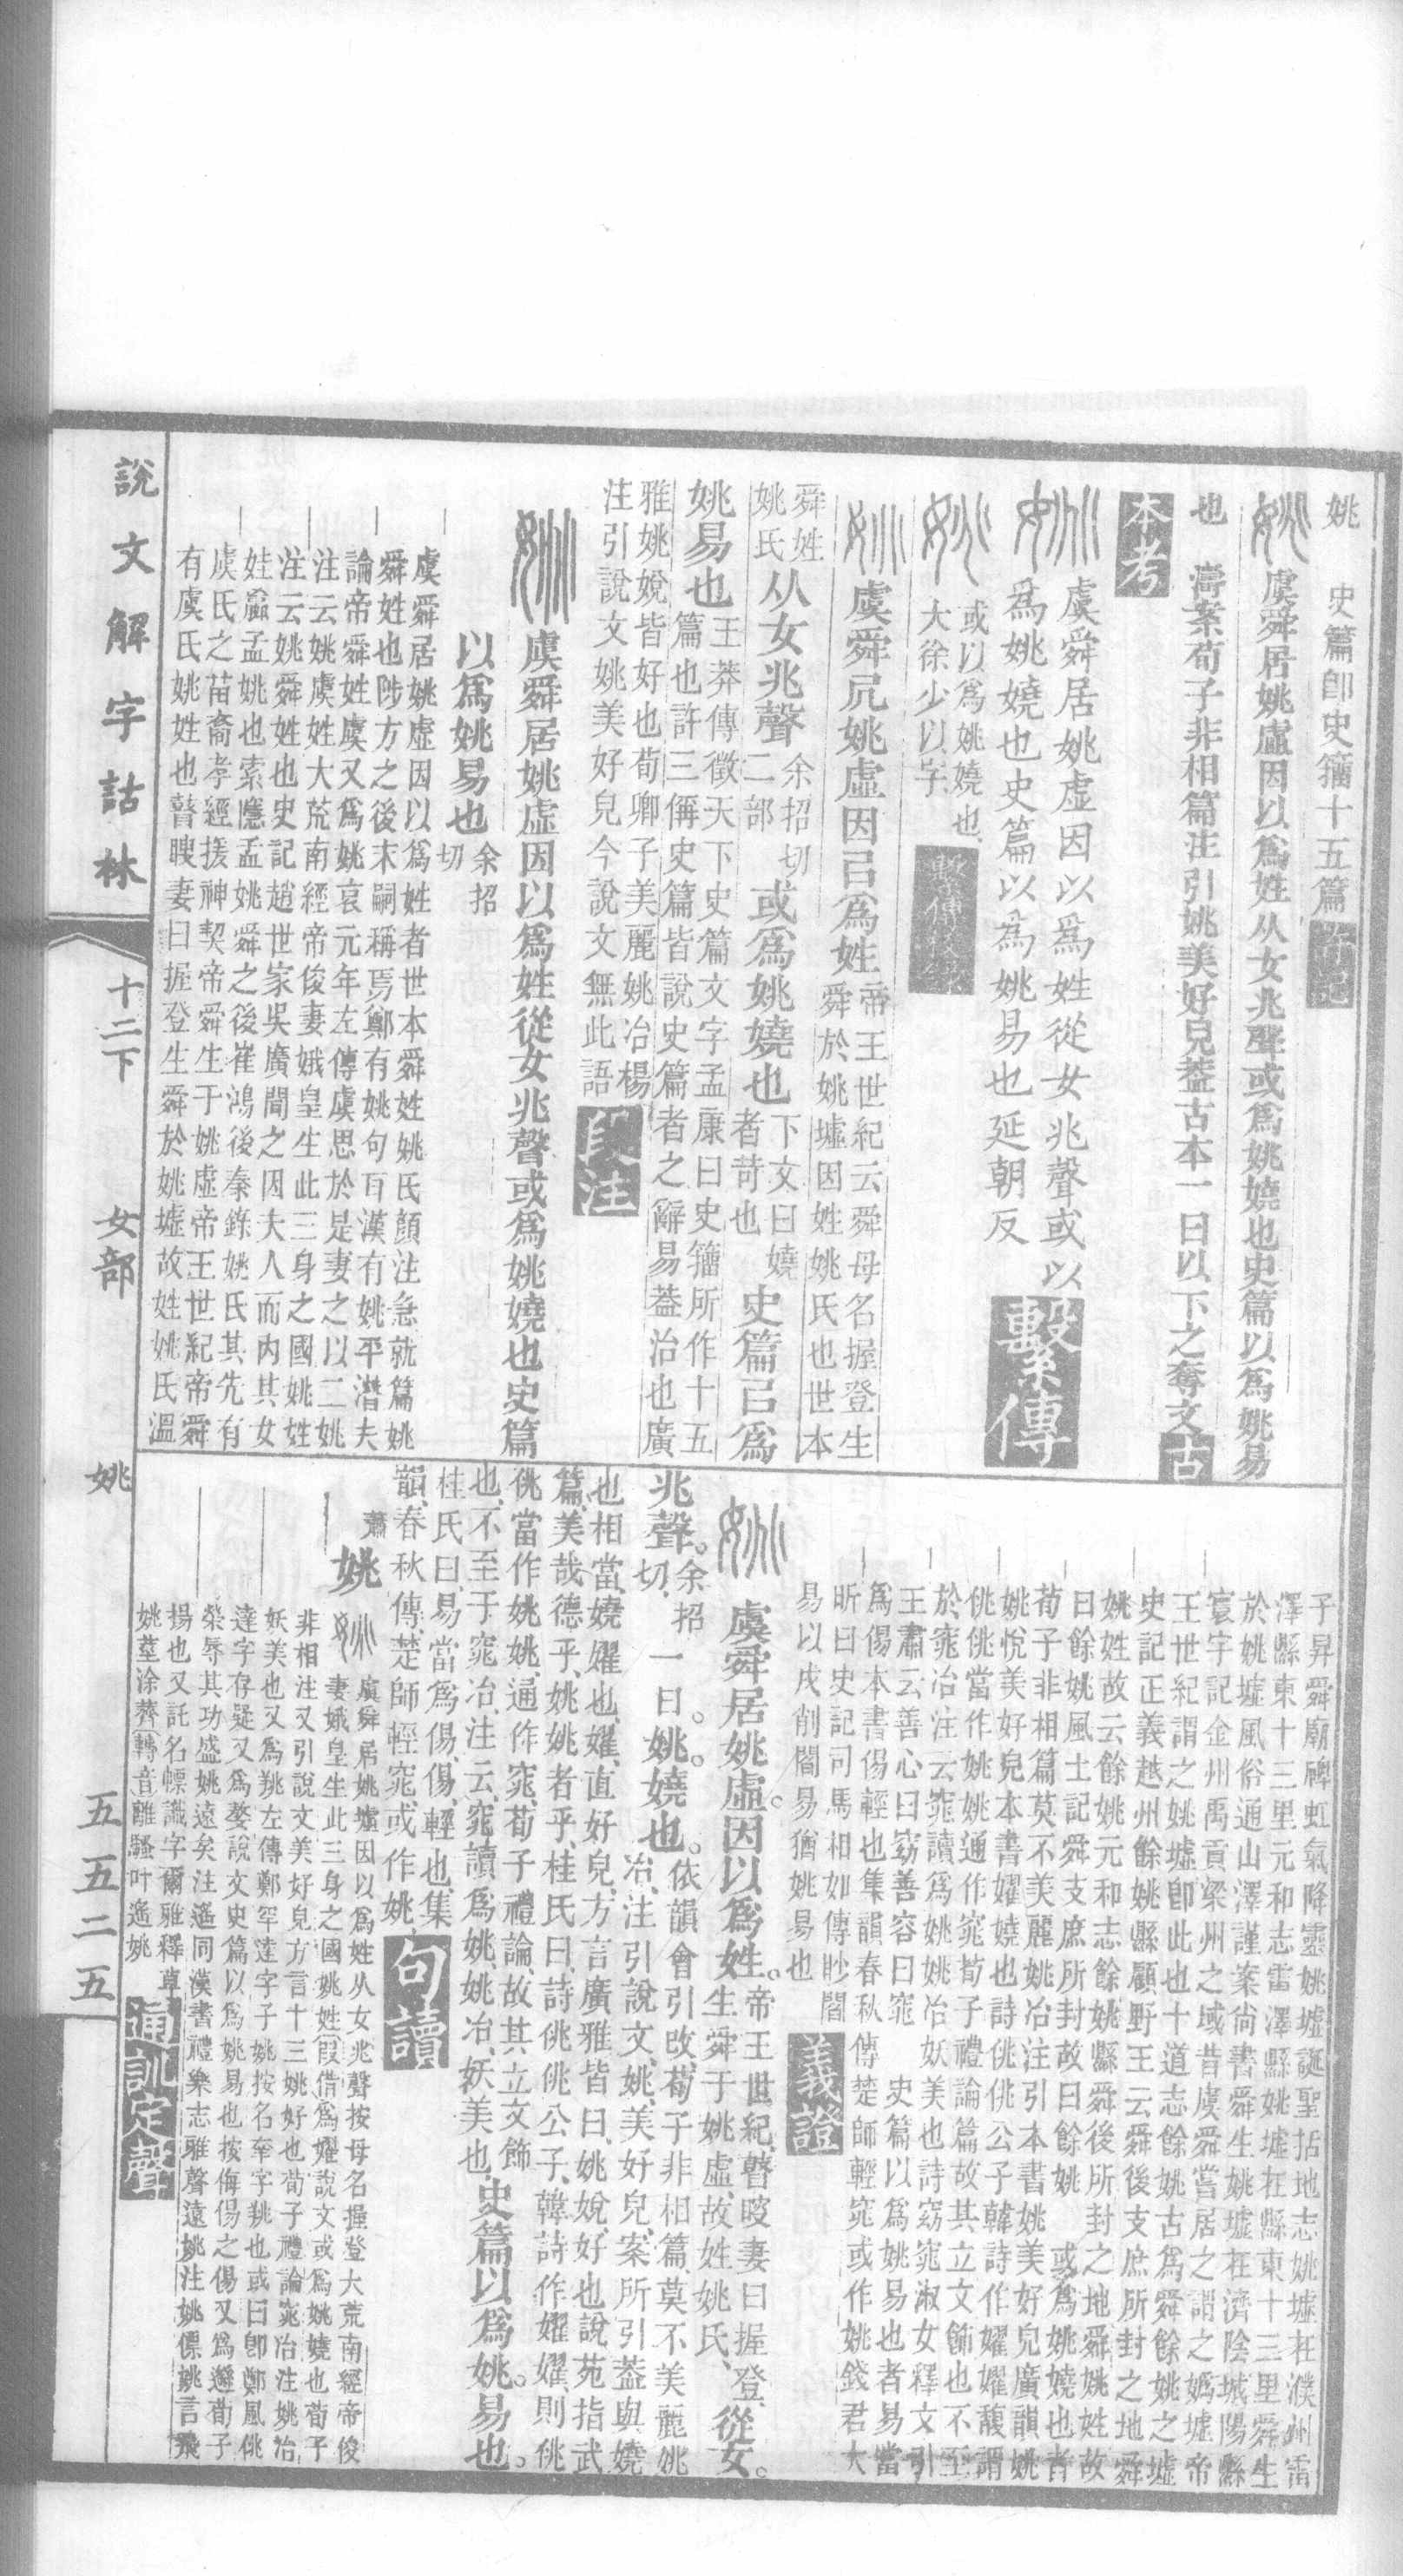 姚
史篇卽史籀十五篇
虞舜居姚虛因以爲姓从女兆聲或爲姚嬈也史篇以爲姚易
也　濤案荀子非相篇注引姚美好皃葢古本一曰以下之奪文古
本考
虞舜居姚虚因以爲姓從女兆聲或以
爲姚嬈也史篇以爲姚易也延朝反繫傳
或以爲姚嬈也
大徐少以字
虞舜凥姚虛因㠯爲姓帝王世紀云舜母名握登生
舜於姚墟因姓姚氏也世本
舜姓
姚氏从女兆聲余招切
二部或爲姚嬈也下文曰嬈
者苛也史篇㠯爲
姚易也王莽傳徵天下史篇文字孟康曰史籀所作十五
篇也許三偁史篇皆說史篇者之辭易葢治也廣
雅姚娧皆好也荀卿子美麗姚冶楊
注引說文姚美好皃今說文無此語段注
虞舜居姚虛因以爲姓從女兆聲或爲姚嬈也史篇
以爲姚易也余招
切
虞舜居姚虛因以爲姓者世本舜姓姚氏顏注急就篇姚
舜姓也陟方之後末嗣稱焉鄭有姚句耳漢有姚平潛夫
論帝舜姓虞又爲姚哀元年左傳虞思於是妻之以二姚
注云姚虞姓大荒南經帝俊妻娥皇生此三身之國姚姓
注云姚舜姓也史記趙世家吳廣聞之因夫人而內其女
娃嬴孟姚也索隱孟姚舜之後崔鴻後秦錄姚氏其先有
虞氏之苗裔孝經援神契帝舜生于姚虛帝王世紀帝舜
有虞氏姚姓也瞽瞍妻曰握登生舜於姚墟故姓姚氏溫
子昇舜廟碑虹氣降靈姚墟誕聖括地志姚墟在濮州雷
澤縣東十三里元和志雷澤縣姚墟在縣東十三里舜生
於姚墟風俗通山澤謹案尙書舜生姚墟在濟陰城陽縣
寰宇記金州禹貢梁州之域昔虞舜嘗居之謂之嬀墟帝
王世紀謂之姚墟卽此也十道志餘姚古爲舜餘姚之墟
史記正義越州餘姚縣顧野王云舜後支庶所封之地舜
姚姓故云餘姚元和志餘姚縣舜後所封之地舜姚姓故
曰餘姚風土記舜支庶所封故曰餘姚　或爲姚嬈也者
荀子非相篇莫不美麗姚冶注引本書姚美好皃廣韻姚
姚悅美好皃本書嬥嬈也詩佻佻公子韓詩作嬥嬥馥謂
佻佻當作姚姚通作窕荀子禮論篇故其立文飾也不至
於窕冶注云窕讀爲姚姚冶妖美也詩窈窕淑女釋文引
王肅云善心曰窈善容曰窕　史篇以爲姚易也者易當
爲傷本書傷輕也集韻春秋傳楚師輕窕或作姚錢君大
昕曰史記司馬相如傳眇閻
易以戌削閻易猶姚易也義證
虞舜居姚虛。因以爲姓。帝王世紀、瞽瞍妻曰握登、
生舜于姚虛、故姓姚氏、從女。
兆聲。余招
切、一曰。姚。嬈也。依韻會引改、荀子非相篇、莫不美麗姚
冶、注引說文、姚、美好皃、案所引葢與嬈
也相當、嬈嬥也、嬥、直好皃、方言廣雅皆曰、姚娧、好也說苑指武
篇、美哉德乎、姚姚者乎、桂氏曰、詩佻佻公子、韓詩作嬥嬥、則佻
佻當作姚姚、通作窕、荀子禮論、故其立文飾
也、不至于窕冶、注云、窕讀爲姚、姚冶、妖美也、史篇以爲姚。易也。
桂氏曰、易當爲傷、傷、輕也、集
韻、春秋傳、楚師輕窕、或作姚、句讀
蕭
姚
虞舜居姚墟因以爲姓从女兆聲按母名握登大荒南經帝俊
妻娥皇生此三身之國姚姓假借爲嬥說文或爲姚嬈也荀子
非相注又引說文美好皃方言十三姚好也荀子禮論窕冶注姚冶
妖美也又爲羝左傳鄭罕達字子姚按名羍字羝也或曰卽鄭風佻
達字存疑又爲婺說文史篇以爲姚易也按侮傷之傷又爲邀荀子
榮辱其功盛姚遠矣注遙同漢書禮樂志雅聲遠姚注姚僄姚言飛
揚也又託名幖識字爾雅釋草
姚莖涂薺轉音離騷叶遙姚通訓定聲
說文解字詁林　十二下　女部　姚　五五二五